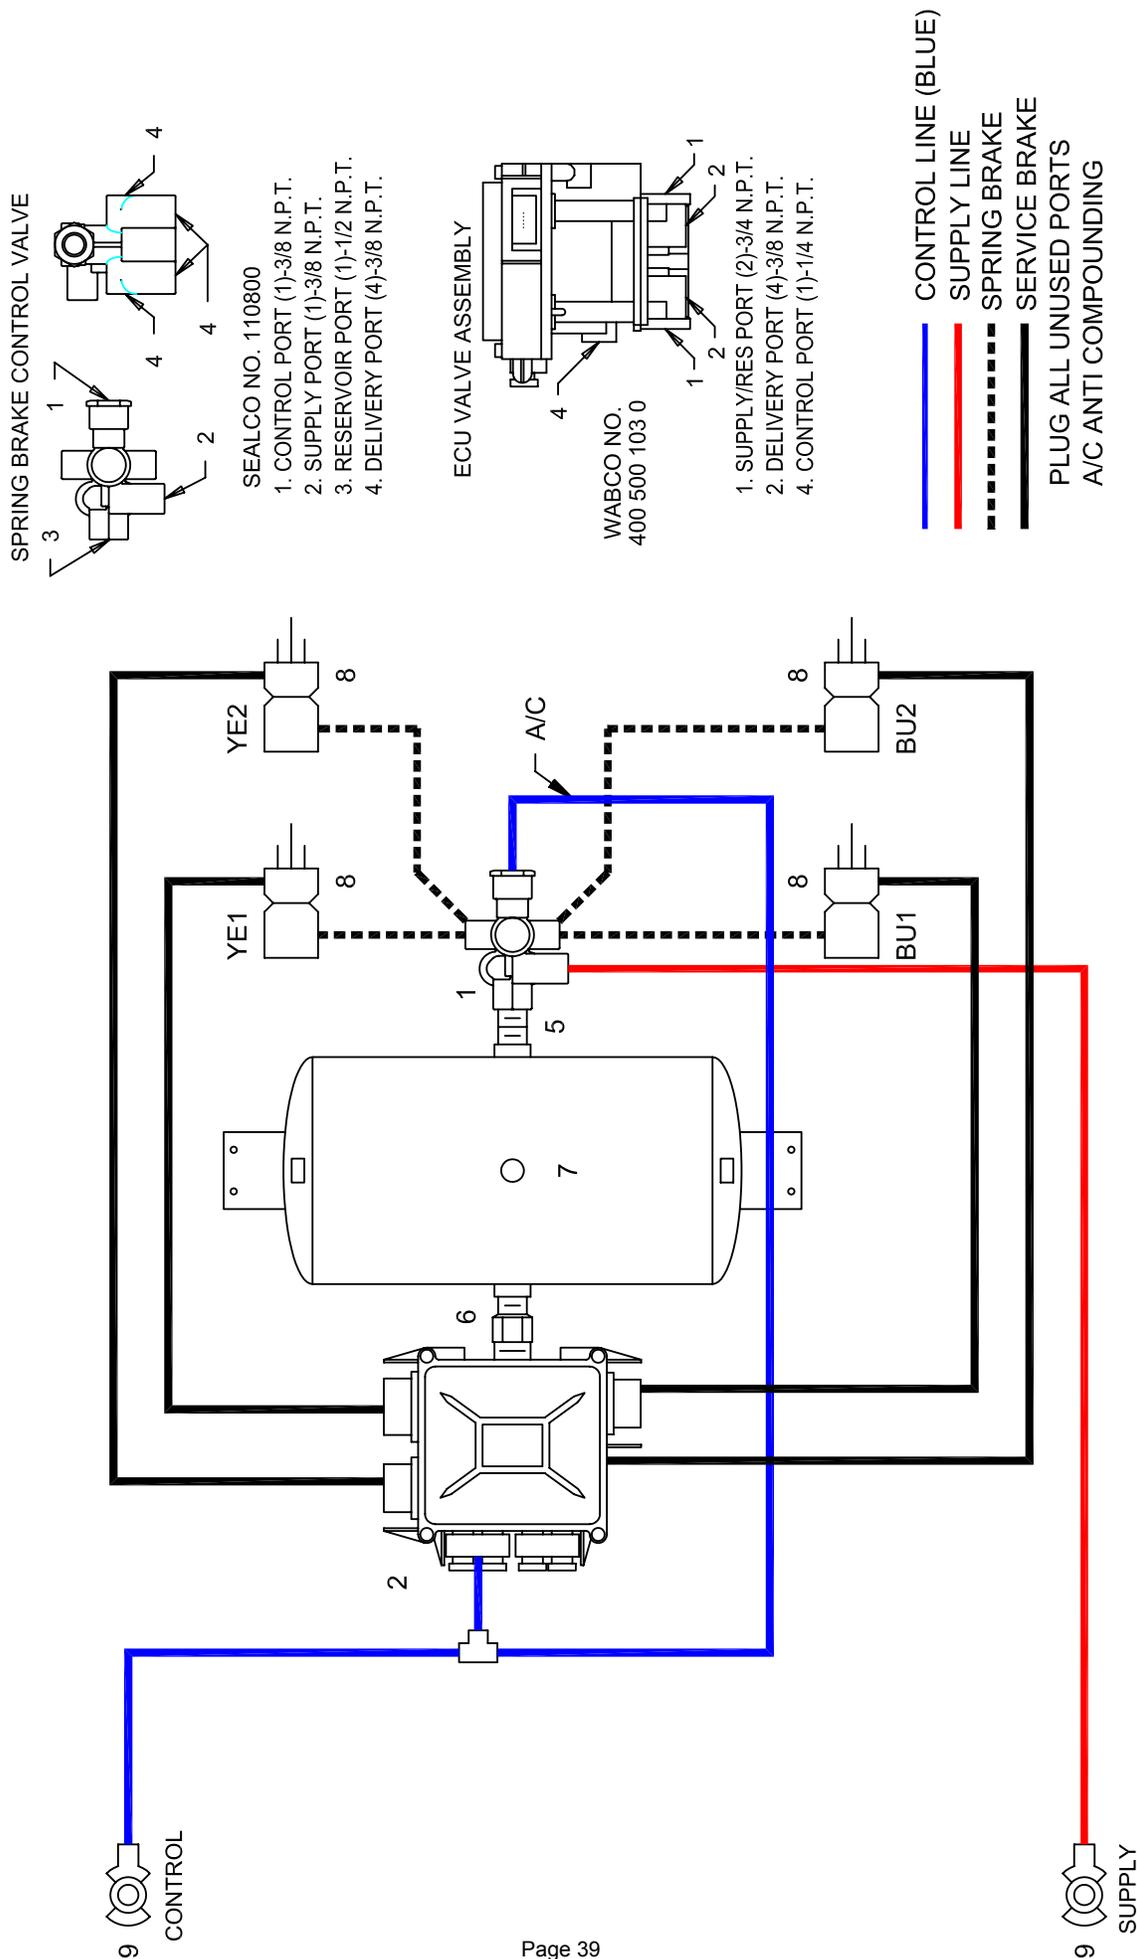 SPRING BRAKE CONTROL VALVE
3
1
2
4
4
4
SEALCO NO. 110800
1. CONTROL PORT (1)-3/8 N.P.T.
2. SUPPLY PORT (1)-3/8 N.P.T.
3. RESERVOIR PORT (1)-1/2 N.P.T.
4. DELIVERY PORT (4)-3/8 N.P.T.
ECU VALVE ASSEMBLY
4
1
2
2
1
WABCO NO.
400 500 103 0
1. SUPPLY/RES PORT (2)-3/4 N.P.T.
2. DELIVERY PORT (4)-3/8 N.P.T.
4. CONTROL PORT (1)-1/4 N.P.T.
CONTROL LINE (BLUE)
SUPPLY LINE
SPRING BRAKE
SERVICE BRAKE
PLUG ALL UNUSED PORTS
A/C ANTI COMPOUNDING
YE1
8
YE2
8
A/C
1
5
6
7
2
BU1
8
BU2
8
9
CONTROL
9
SUPPLY
Page 39